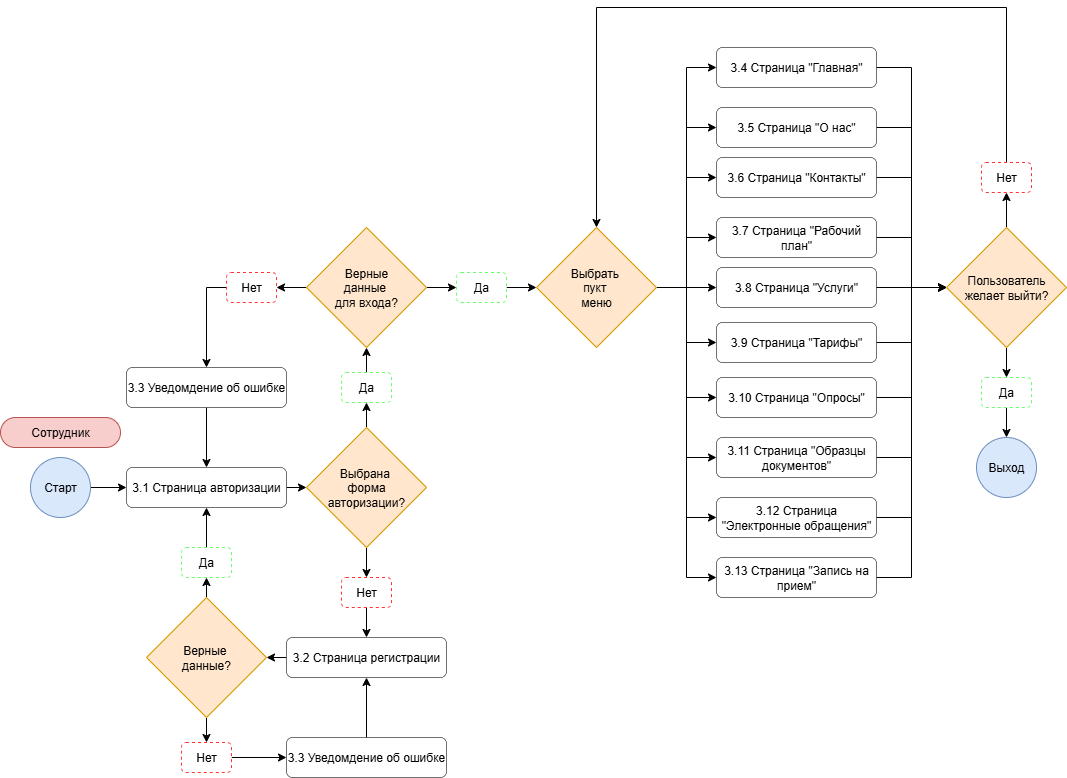 3.4 Страница "Главная"
3.5 Страница "О нас"
3.6 Страница "Контакты"
Нет
3.7 Страница "Рабочий
план"
Верные
данные
для входа?
Нет
Да
Выбрать
пукт
меню
3.8 Страница "Услуги"
Пользователь
желает выйти?
3.9 Страница "Тарифы"
3.3 Уведомдение об ошибке
Да
3.10 Страница "Опросы"
Да
Сотрудник
3.11 Страница "Образцы
документов"
Выход
Старт
3.1 Страница авторизации
Выбрана
форма
авторизации?
3.12 Страница
"Электронные обращения"
Да
3.13 Страница "Запись на
прием"
Нет
Верные
данные?
3.2 Страница регистрации
Нет
3.3 Уведомдение об ошибке